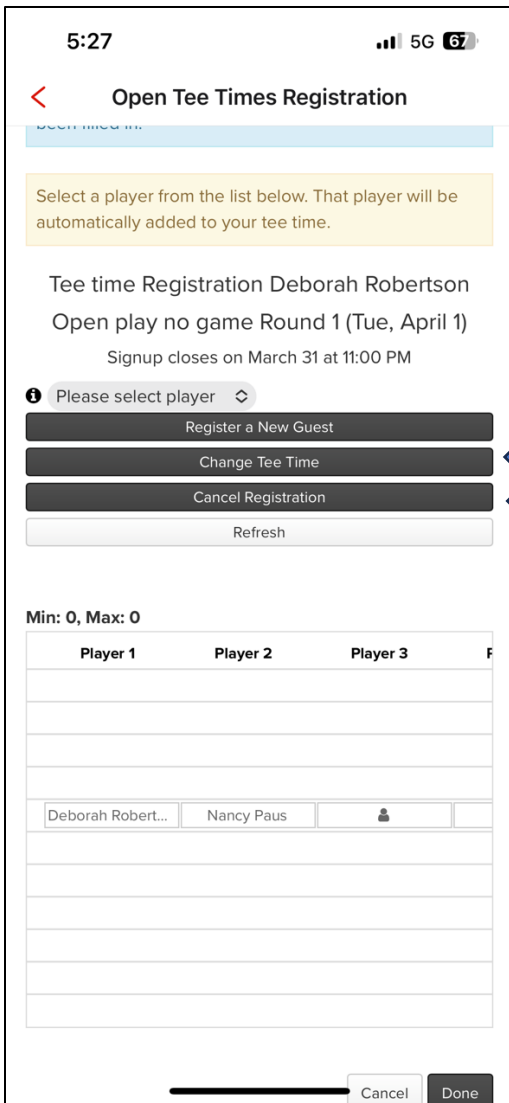 5:27
5G 67
Open Tee Times Registration
been filled in.
Select a player from the list below. That player will be
automatically added to your tee time.
Tee time Registration Deborah Robertson
Open play no game Round 1 (Tue, April 1)
Signup closes on March 31 at 11:00 PM
Please select player
Register a New Guest
Change Tee Time
Cancel Registration
Refresh
Min: 0, Max: 0
Player 1 Player 2 Player 3
Deborah Robert... Nancy Paus
Cancel Done